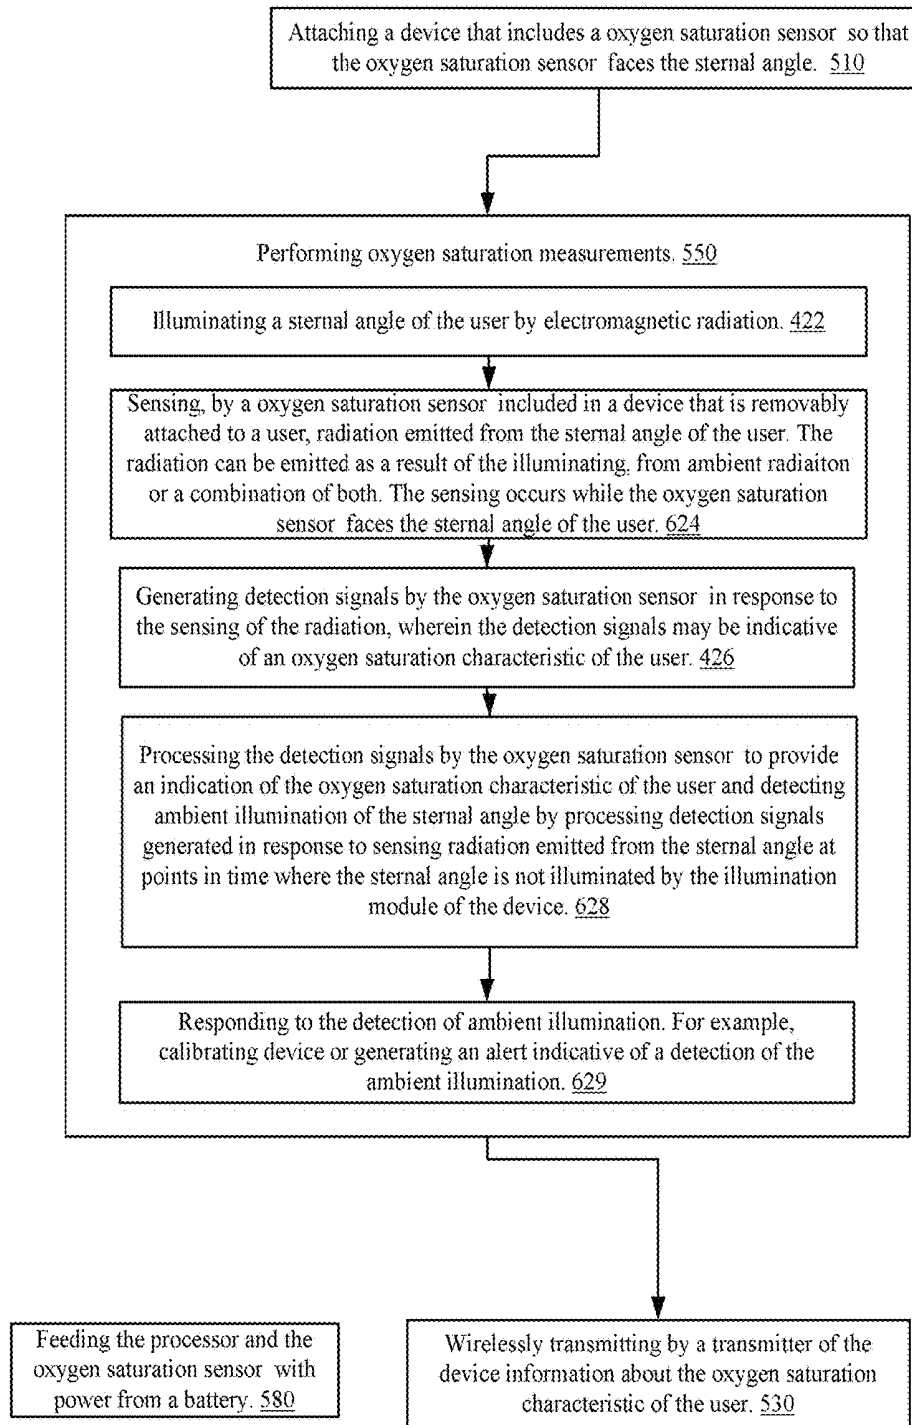 Attaching a device that includes a oxygen saturation sensor so that
the oxygen saturation sensor faces the sternal angle. 510
Performing oxygen saturation measurements. 550
Illuminating a sternal angle of the user by electromagnetic radiation. 422
Sensing, by a oxygen saturation sensor included in a device that is removably
attached to a user, radiation emitted from the sternal angle of the user. The
radiation can be emitted as a result of the illuminating, from ambient radiaiton
or a combination of both. The sensing occurs while the oxygen saturation
sensor faces the sternal angle of the user. 624
Generating detection signals by the oxygen saturation sensor in response to
the sensing of the radiation, wherein the detection signals may be indicative
of an oxygen saturation characteristic of the user. 426
Processing the detection signals by the oxygen saturation sensor to provide
an indication of the oxygen saturation characteristic of the user and detecting
ambient illumination of the sternal angle by processing detection signals
generated in response to sensing radiation emitted from the sternal angle at
points in time where the sternal angle is not illuminated by the illumination
module of the device. 628
Responding to the detection of ambient illumination. For example,
calibrating device or generating an alert indicative of a detection of the
ambient illumination. 629
Feeding the processor and the
oxygen saturation sensor with
power from a battery. 580
Wirelessly transmitting by a transmitter of the
device information about the oxygen saturation
characteristic of the user. 530